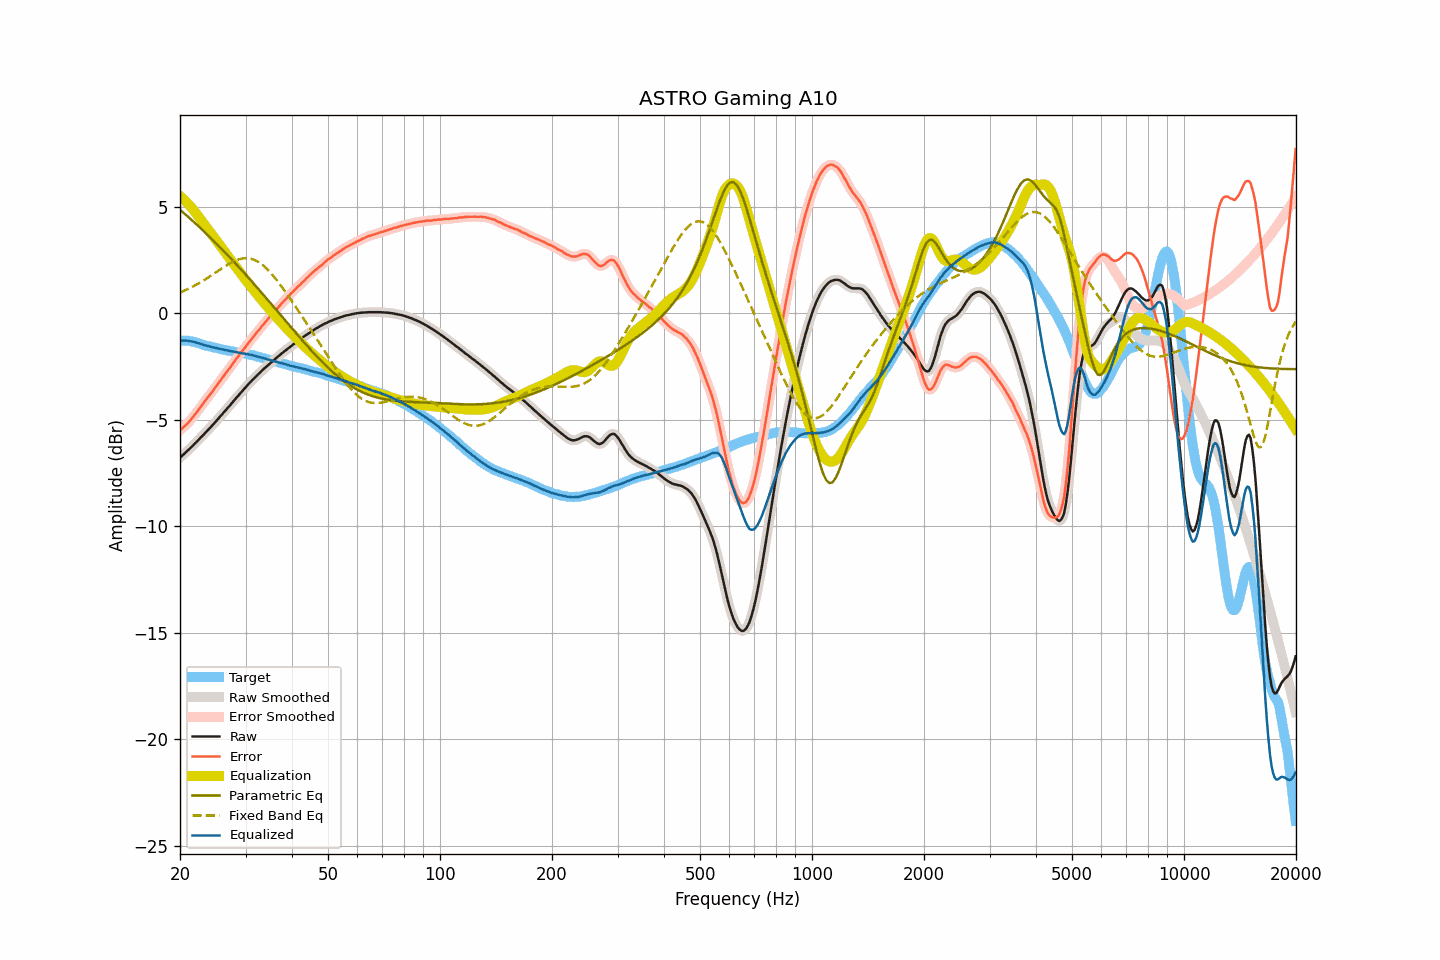 ASTRO Gaming A10
Amplitude (dBr)
5
0
−5
−10
−15
−20
−25
Target
Raw Smoothed
Error Smoothed
Raw
Error
Equalization
Parametric Eq
Fixed Band Eq
Equalized
20 50 100 200 500 1000 2000 5000 10000 20000
Frequency (Hz)